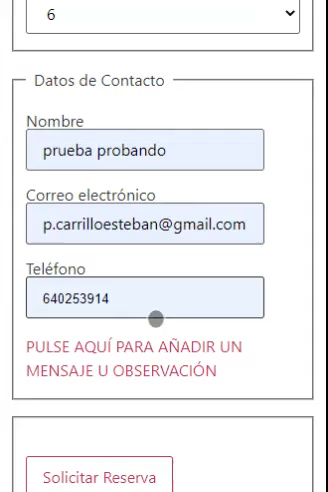 6
Datos de Contacto
Nombre
prueba probando
Correo electrónico
p.carrilloesteban@gmail.com
Teléfono
640253914
PULSE AQUÍ PARA AÑADIR UN
MENSAJE U OBSERVACIÓN
Solicitar Reserva